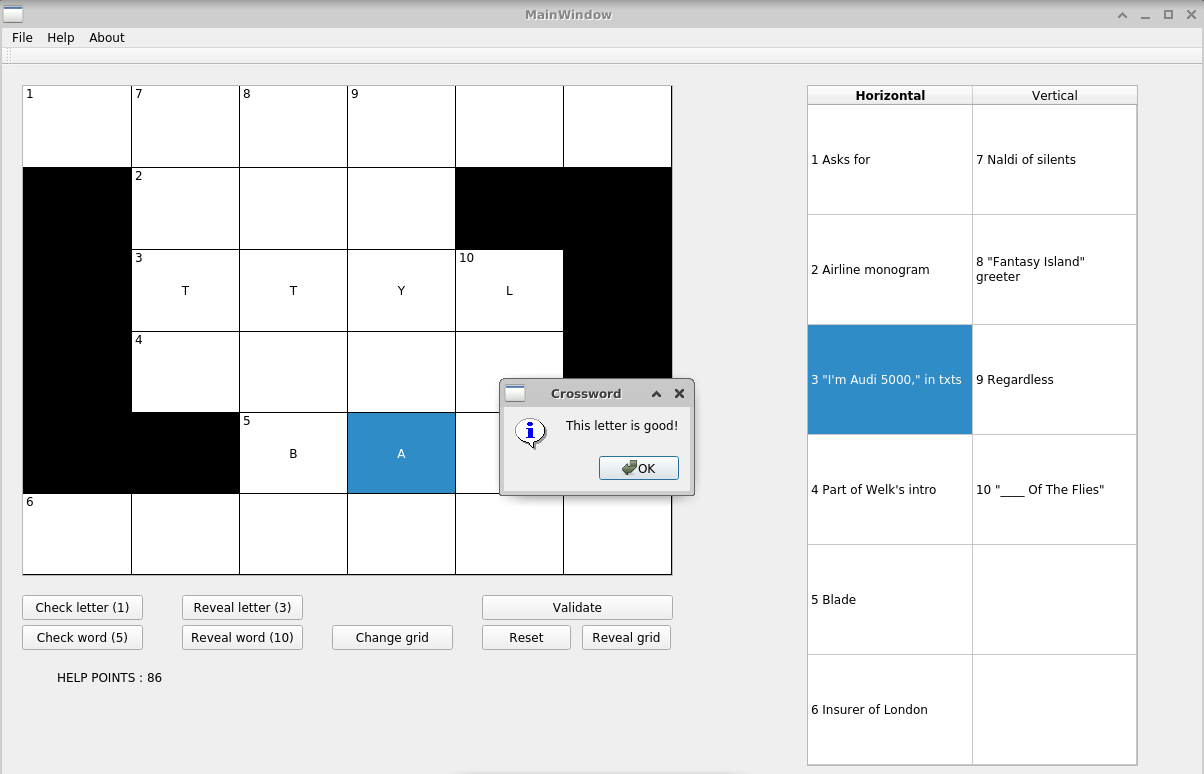 MainWindow
File Help About
1 7 8 9
2
3 10
T T Y L
4
5
B A
6
Crossword
This letter is good!
OK
Horizontal Vertical
1 Asks for
7 Naldi of silents
2 Airline monogram
8 "Fantasy Island"
greeter
3 "I'm Audi 5000," in txts
9 Regardless
4 Part of Welk's intro
10 "____ Of The Flies"
5 Blade
6 Insurer of London
Check letter (1) Reveal letter (3) Validate
Check word (5) Reveal word (10) Change grid Reset Reveal grid
HELP POINTS : 86